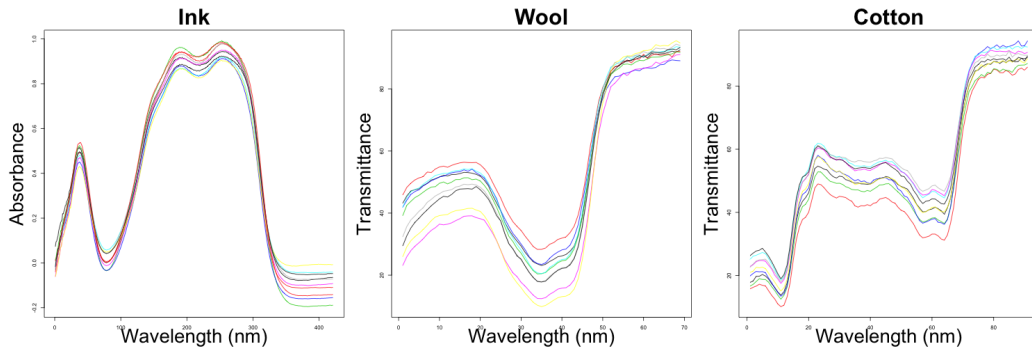 Ink Wool Cotton
Absorbance
1.0
0.8
0.6
0.4
0.2
0.0
-0.2
0 100 200 300 400
Wavelength (nm)
Transmittance
80
60
40
20
0 10 20 30 40 50 60 70
Wavelength (nm)
Transmittance
80
60
40
20
0 20 40 60 80
Wavelength (nm)